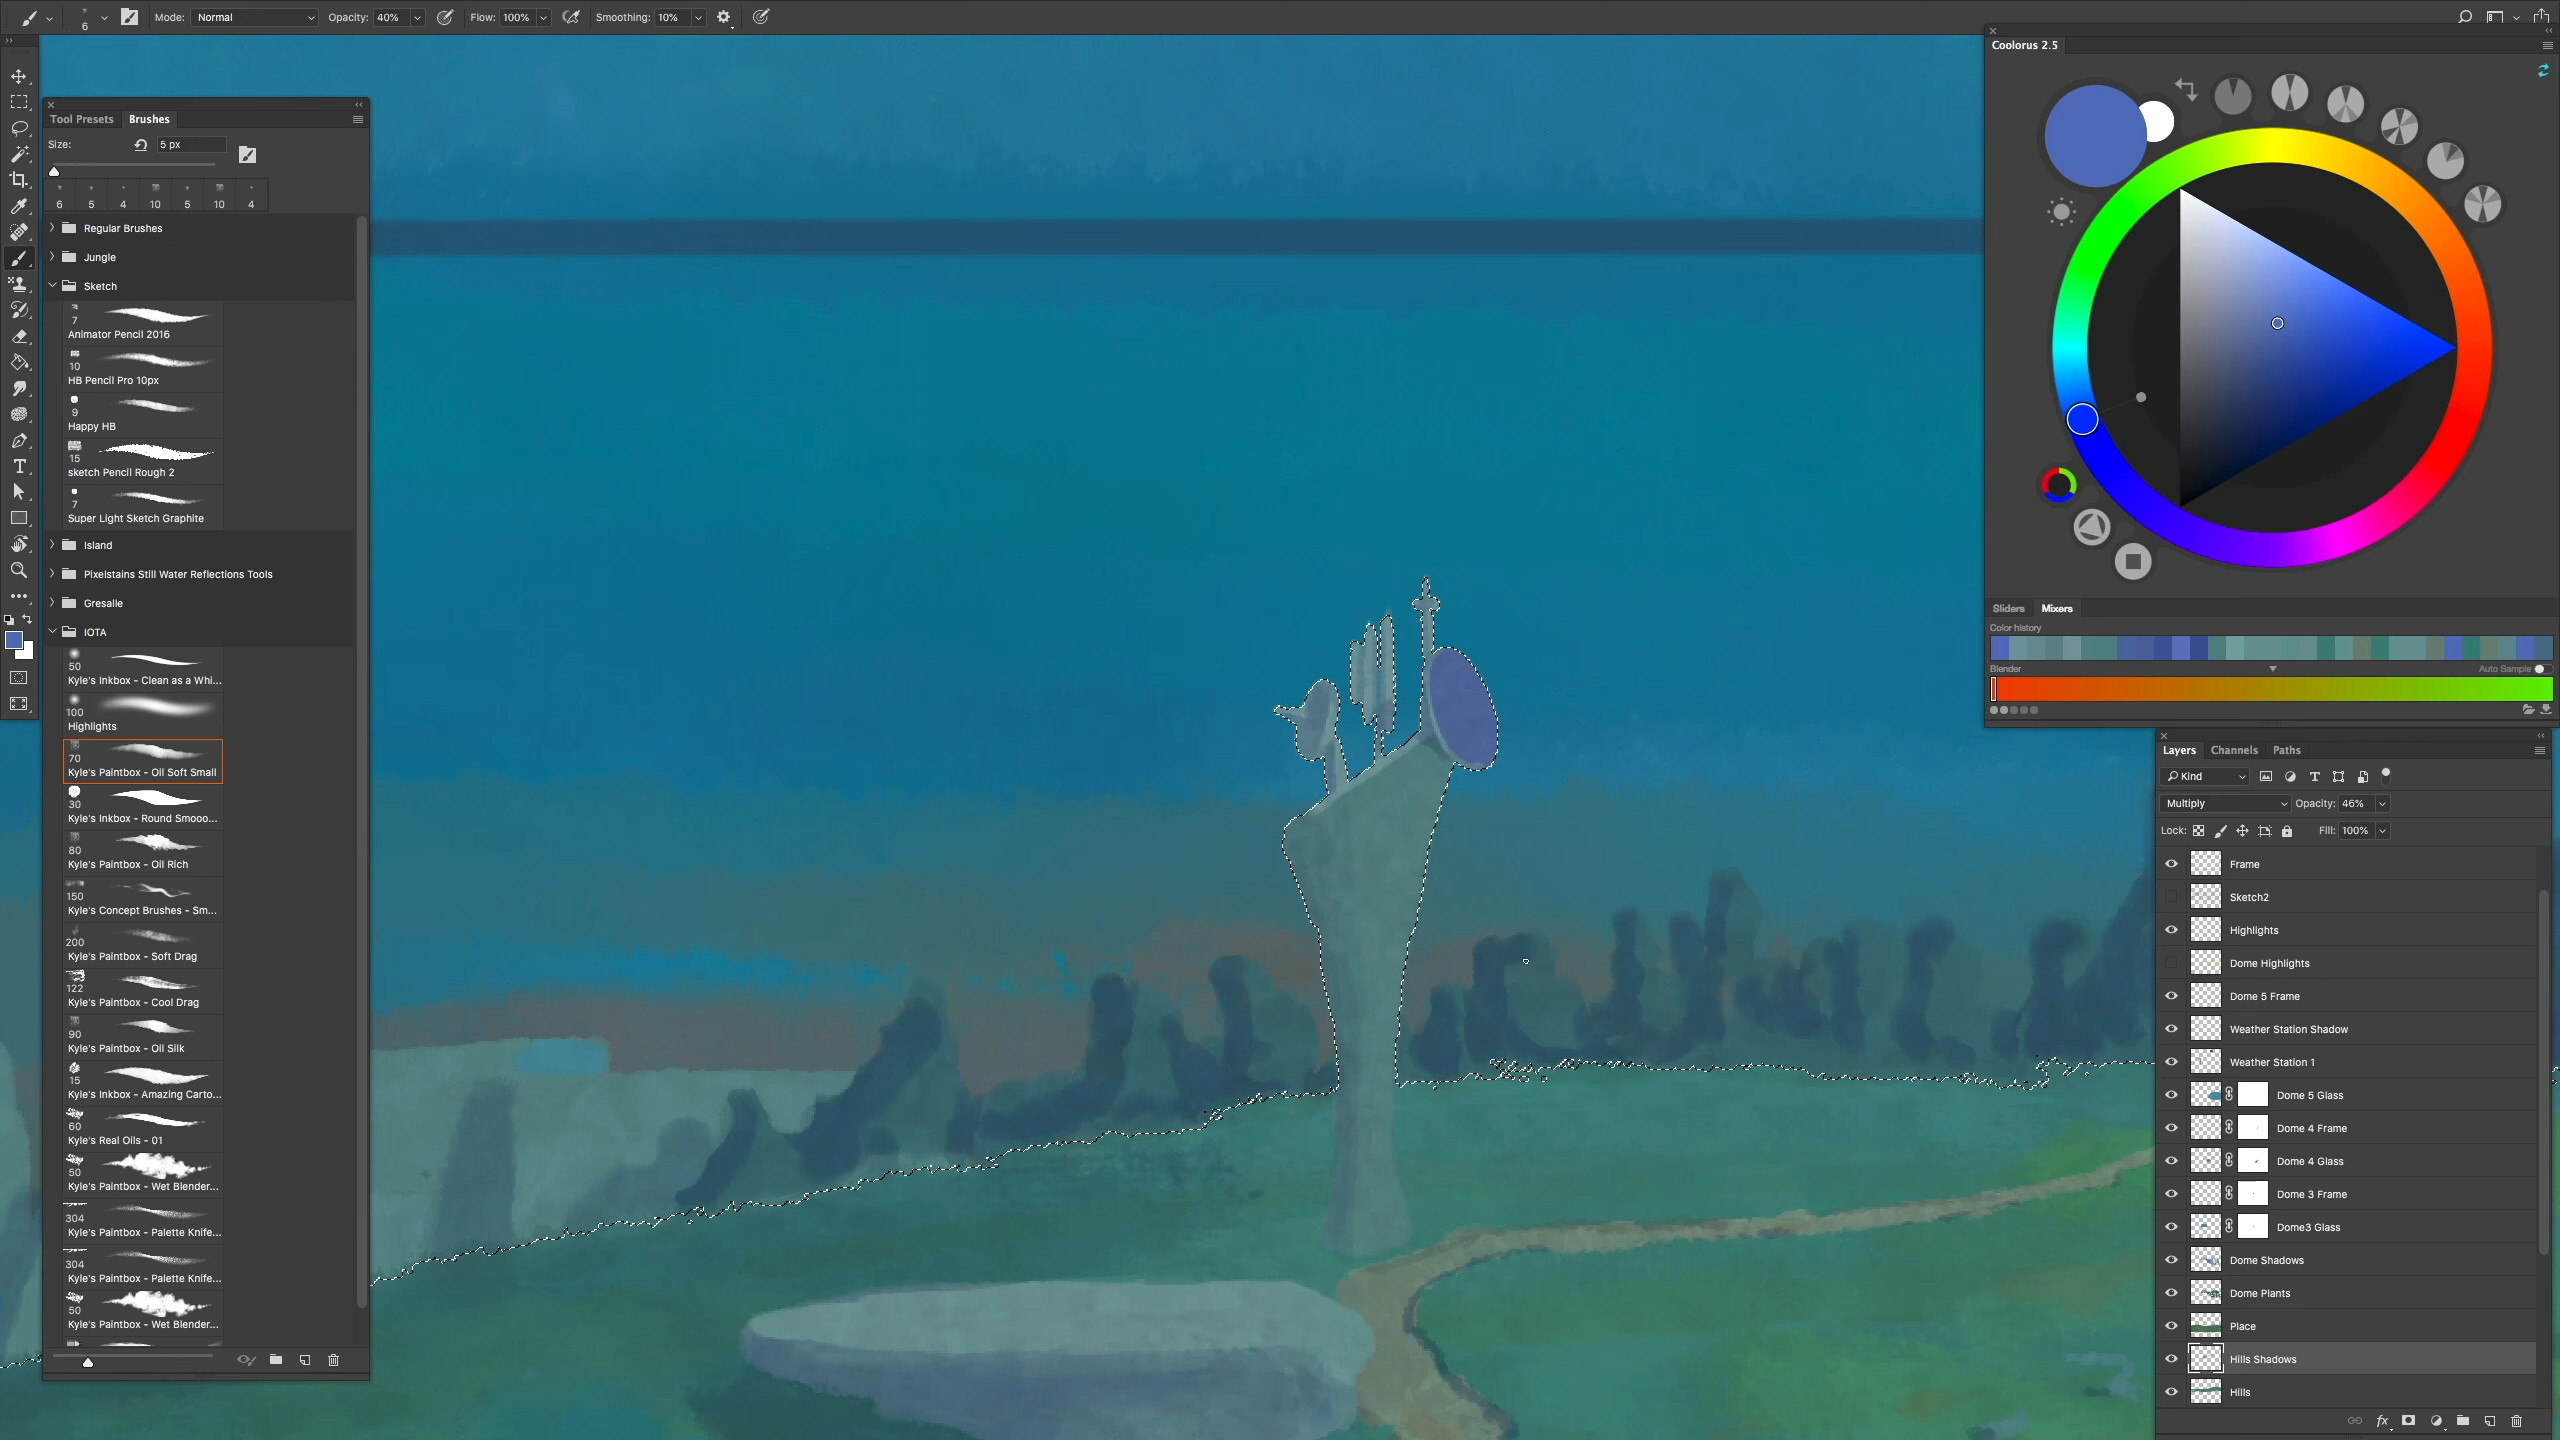 6
Mode: Normal
Opacity: 40%
Flow: 100%
Smoothing: 10%
Tool Presets
Brushes
Size:
5 px
6 5 4 10 5 10 4
Regular Brushes
Jungle
Sketch
7
Animator Pencil 2016
10
HB Pencil Pro 10px
9
Happy HB
15
sketch Pencil Rough 2
7
Super Light Sketch Graphite
Island
Pixelstains Still Water Reflections Tools
Gresalle
IOTA
50
Kyle's Inkbox - Clean as a Whi...
100
Highlights
70
Kyle's Paintbox - Oil Soft Small
30
Kyle's Inkbox - Round Smooo...
80
Kyle's Paintbox - Oil Rich
150
Kyle's Concept Brushes - Sm...
200
Kyle's Paintbox - Soft Drag
122
Kyle's Paintbox - Cool Drag
90
Kyle's Paintbox - Oil Silk
15
Kyle's Inkbox - Amazing Carto...
60
Kyle's Real Oils - 01
50
Kyle's Paintbox - Wet Blender...
304
Kyle's Paintbox - Palette Knife...
304
Kyle's Paintbox - Palette Knife...
50
Kyle's Paintbox - Wet Blender...
Coolorus 2.5
Sliders
Mixers
Color history
Blender
Auto Sample
Layers
Channels
Paths
Kind
Multiply
Opacity: 46%
Lock:
Fill: 100%
Frame
Sketch2
Highlights
Dome Highlights
Dome 5 Frame
Weather Station Shadow
Weather Station 1
Dome 5 Glass
Dome 4 Frame
Dome 4 Glass
Dome 3 Frame
Dome3 Glass
Dome Shadows
Dome Plants
Place
Hills Shadows
Hills
fx